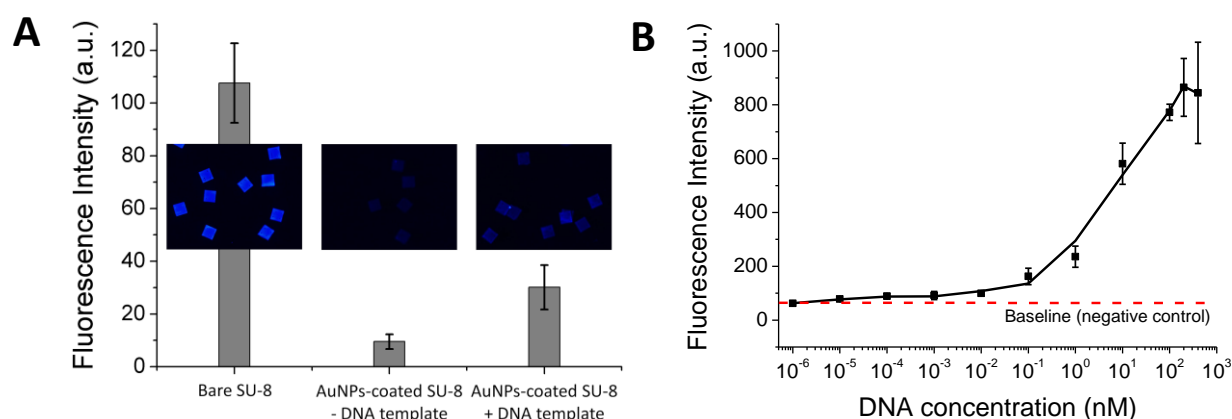 A
Fluorescence Intensity (a.u.)
120
100
80
60
40
20
0
Bare SU-8
AuNPs-coated SU-8
- DNA template
AuNPs-coated SU-8
+ DNA template
B
Fluorescence Intensity (a.u.)
1000
800
600
400
200
0
Baseline (negative control)
10⁻⁶ 10⁻⁵ 10⁻⁴ 10⁻³ 10⁻² 10⁻¹ 10⁰ 10¹ 10² 10³
DNA concentration (nM)